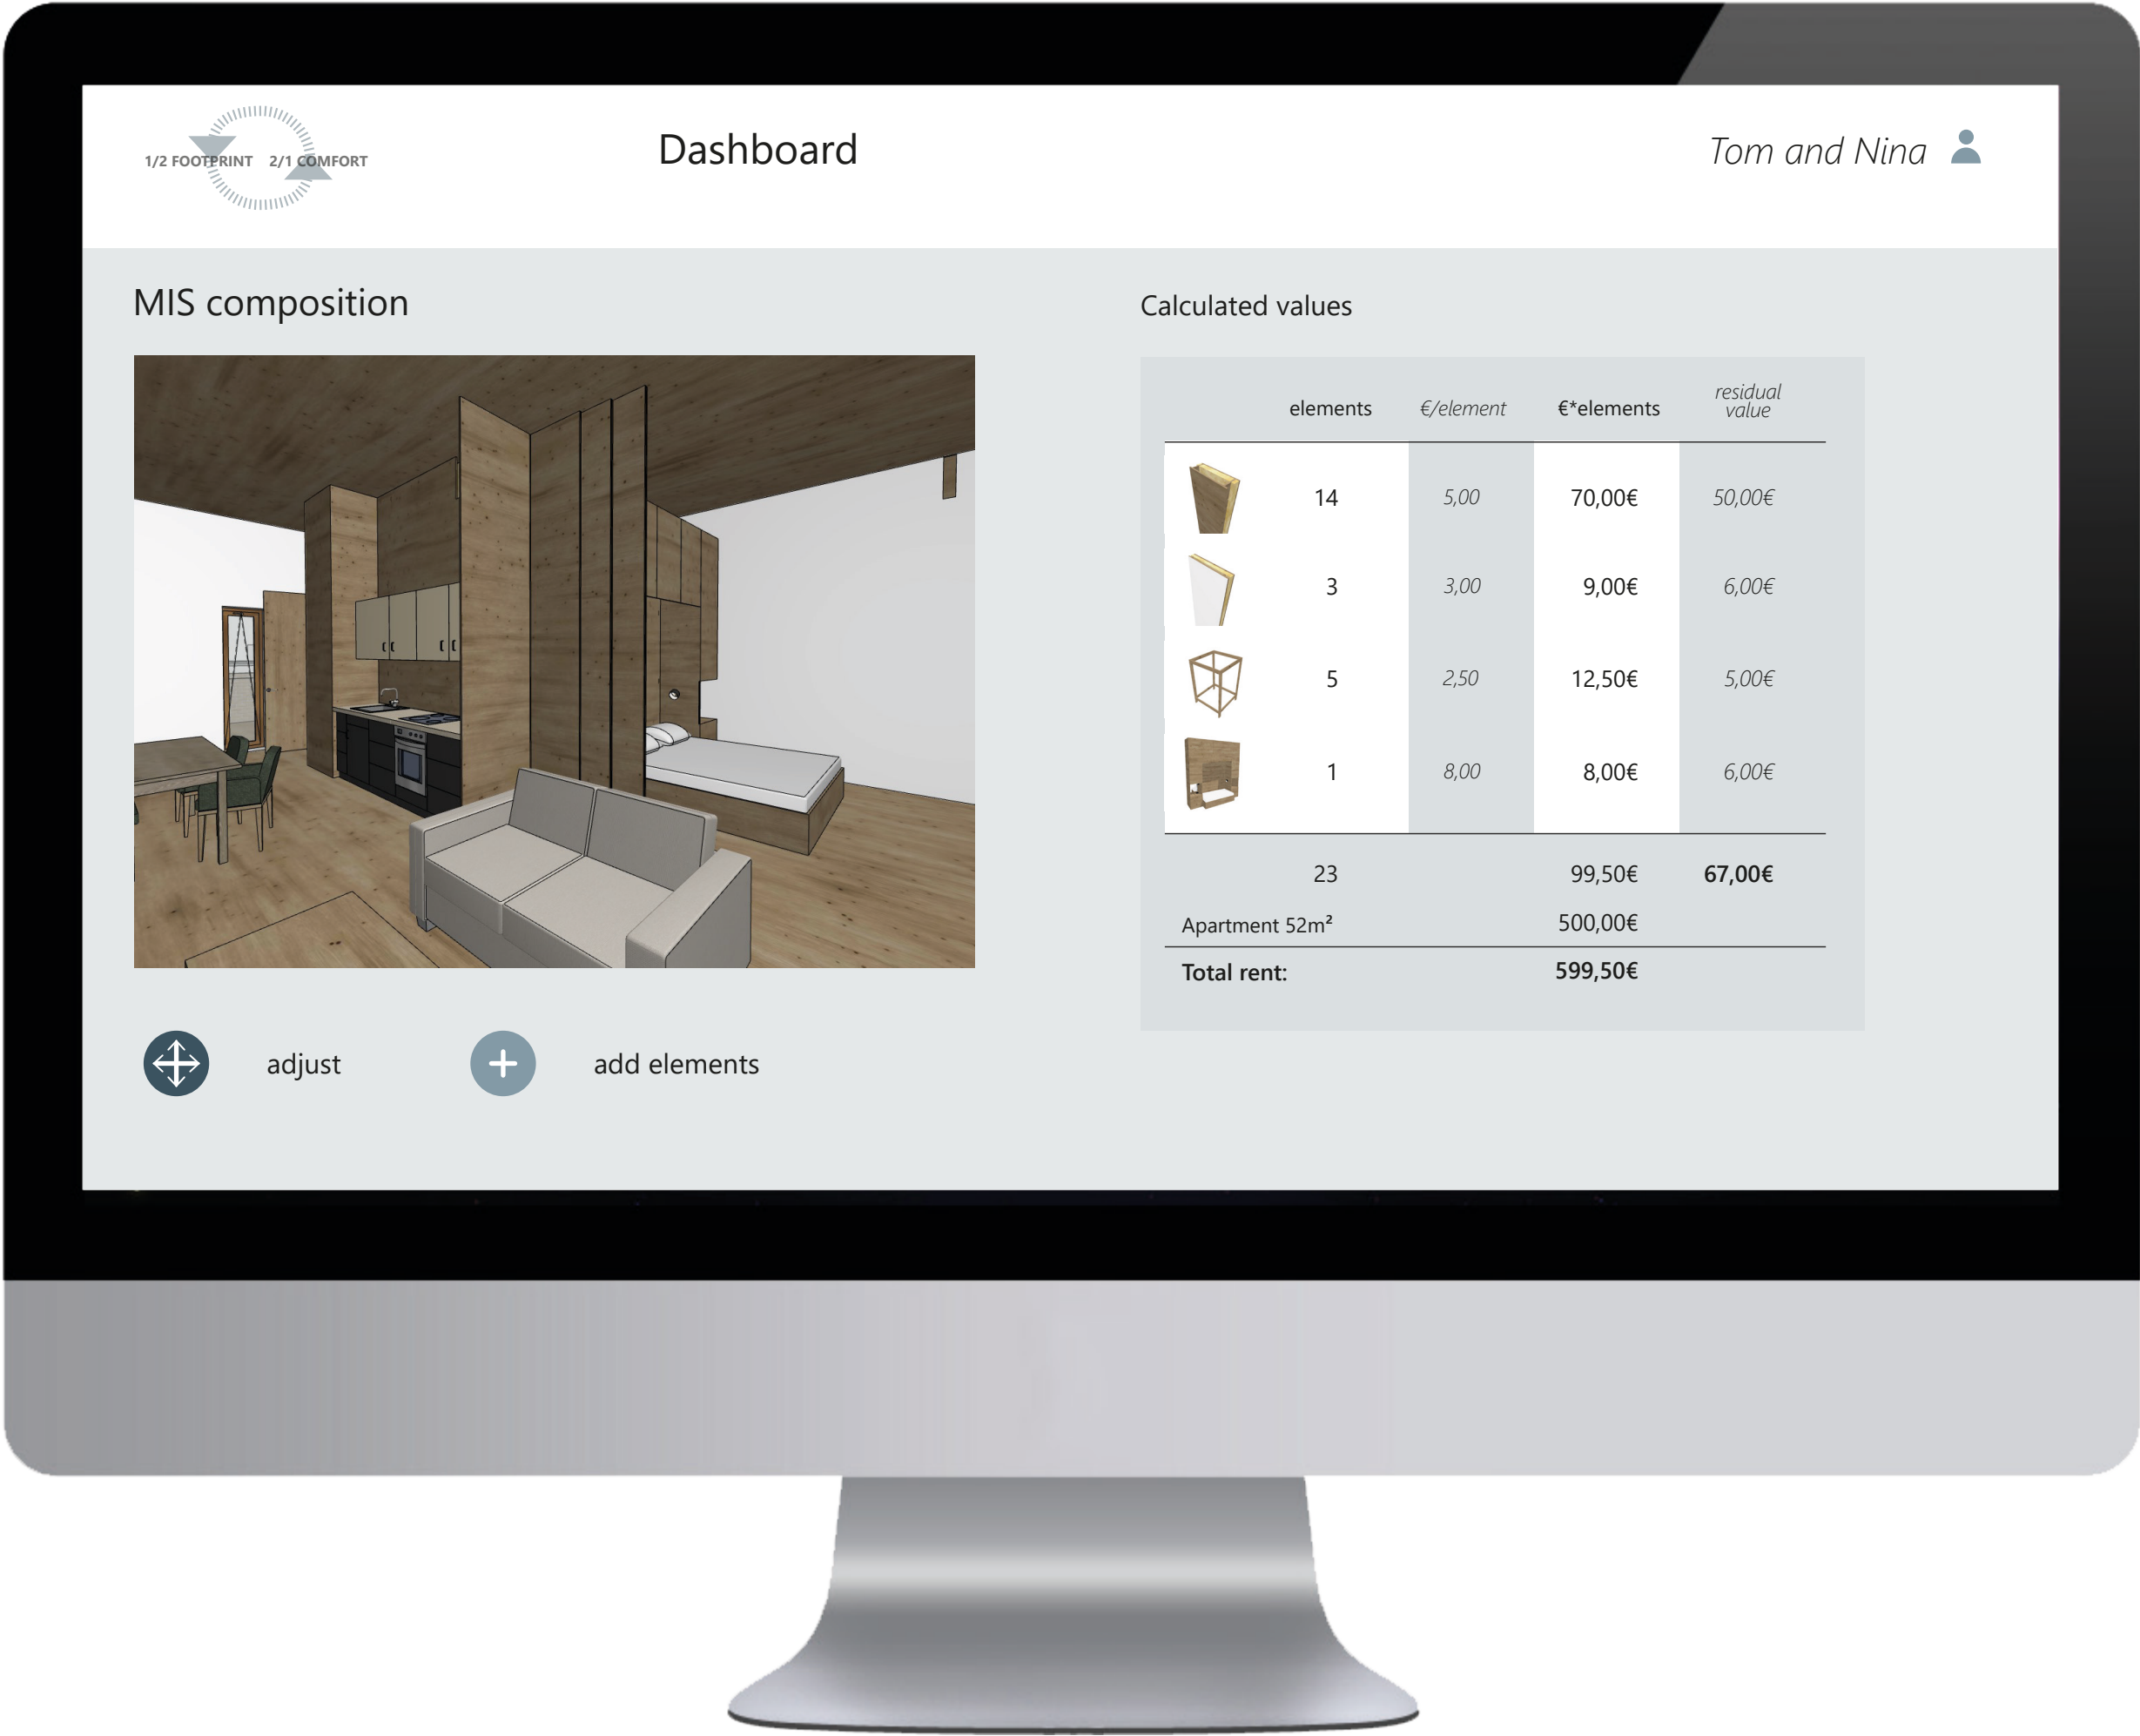 1/2 FOOTPRINT 2/1 COMFORT
Dashboard
Tom and Nina
MIS composition
adjust
add elements
Calculated values
elements €/element €*elements residual value
14 5,00 70,00€ 50,00€
3 3,00 9,00€ 6,00€
5 2,50 12,50€ 5,00€
1 8,00 8,00€ 6,00€
23 99,50€ 67,00€
Apartment 52m² 500,00€
Total rent: 599,50€